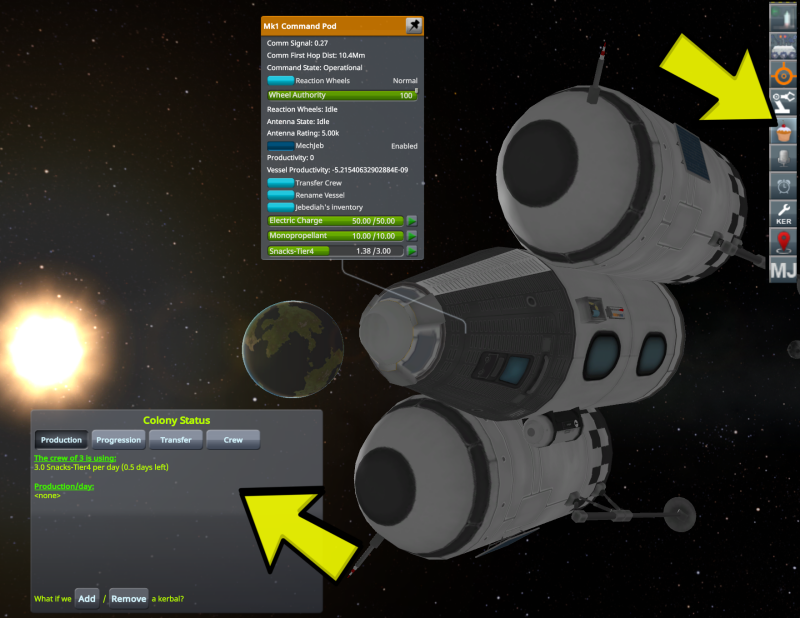 Mk1 Command Pod
Comm Signal: 0.27
Comm First Hop Dist: 10.4Mm
Command State: Operational
Reaction Wheels Normal
Wheel Authority 100
Reaction Wheels: Idle
Antenna State: Idle
Antenna Rating: 5.00k
MechJeb Enabled
Productivity: 0
Vessel Productivity: -5.21540632902884E-09
Transfer Crew
Rename Vessel
Jebediah's Inventory
Electric Charge 50.00 /50.00
Monopropellant 10.00 /10.00
Snacks-Tier4 1.38 /3.00
KER
MJ
Colony Status
Production Progression Transfer Crew
The crew of 3 is using:
-3.0 Snacks-Tier4 per day (0.5 days left)
Production/day:
<none>
What if we Add / Remove a kerbal?